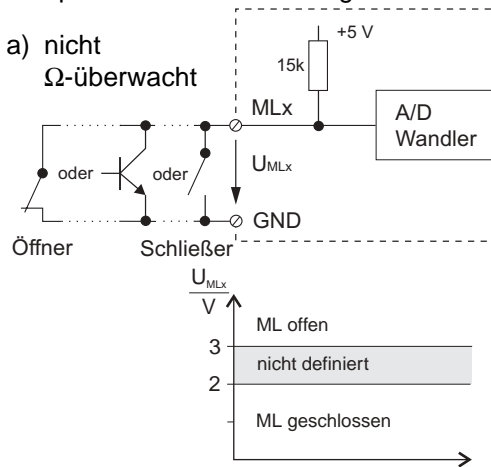 a) nicht
Ω-überwacht
+5 V
15k
MLx
A/D
Wandler
oder
oder
UMLx
GND
Öffner
Schließer
UMLx
V
ML offen
3
nicht definiert
2
ML geschlossen